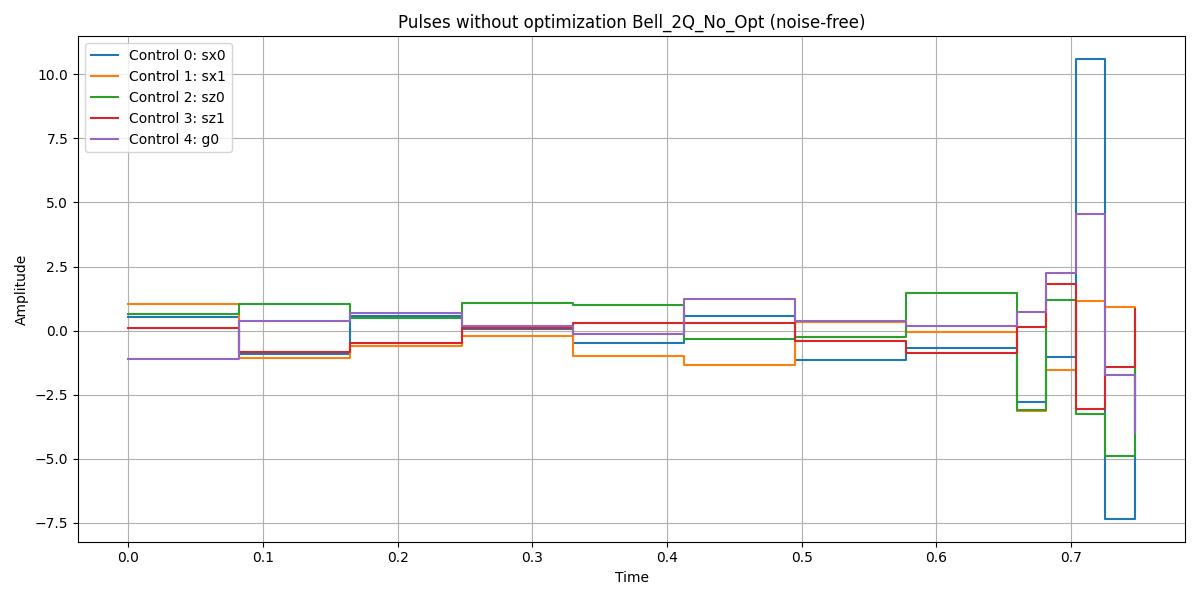 Pulses without optimization Bell_2Q_No_Opt (noise-free)
Control 0: sx0
Control 1: sx1
Control 2: sz0
Control 3: sz1
Control 4: g0
10.0
7.5
5.0
2.5
0.0
−2.5
−5.0
−7.5
Amplitude
0.0 0.1 0.2 0.3 0.4 0.5 0.6 0.7
Time